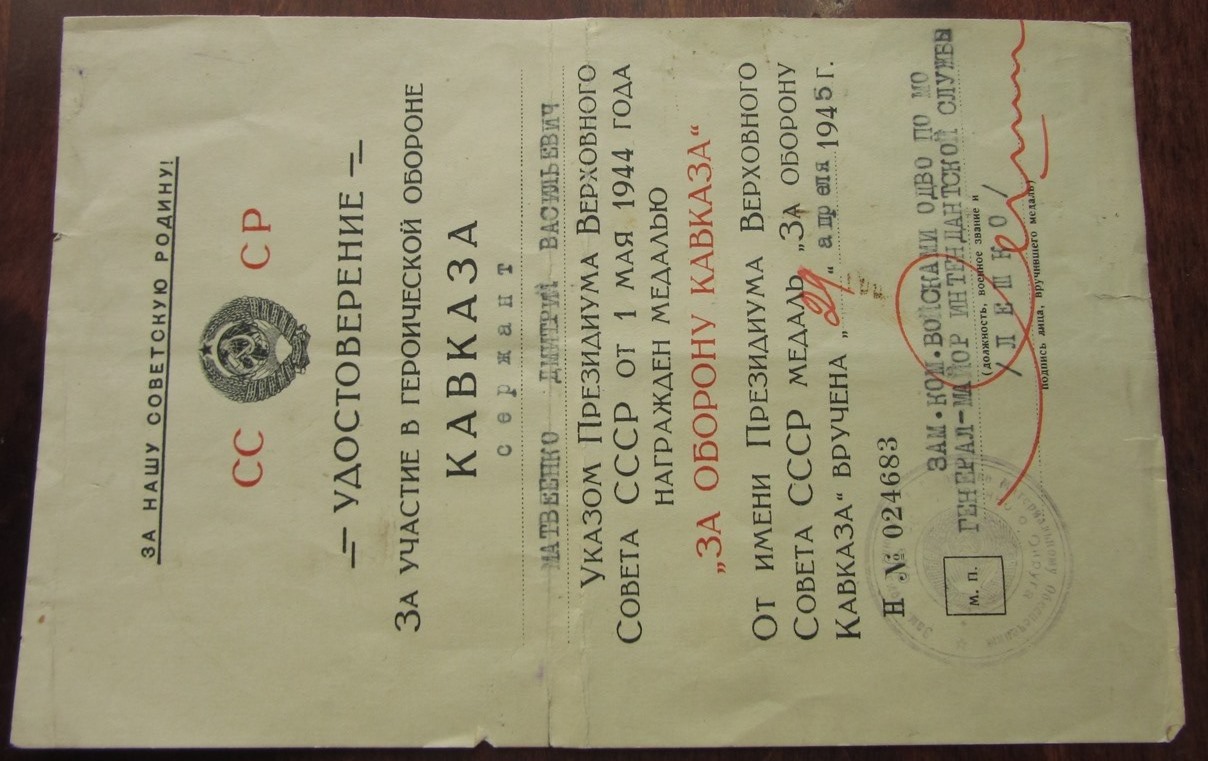 ЗА НАШУ СОВЕТСКУЮ РОДИНУ!
СС СР
УДОСТОВЕРЕНИЕ
ЗА УЧАСТИЕ В ГЕРОИЧЕСКОЙ ОБОРОНЕ
КАВКАЗА
сержант
МАТВЕЕНКО ДМИТРИЙ ВАСИЛЬЕВИЧ
УКАЗОМ ПРЕЗИДИУМА ВЕРХОВНОГО
СОВЕТА СССР ОТ 1 МАЯ 1944 ГОДА
НАГРАЖДЕН МЕДАЛЬЮ
„ЗА ОБОРОНУ КАВКАЗА“
ОТ ИМЕНИ ПРЕЗИДИУМА ВЕРХОВНОГО
СОВЕТА СССР МЕДАЛЬ „ЗА ОБОРОНУ
КАВКАЗА“ ВРУЧЕНА „24“ апреля 1945 г.
Н № 024683
ЗАМ.КОМ.ВОЙСКАМИ ОДВО ПО МО
М. П. ГЕНЕРАЛ-МАЙОР ИНТЕНДАНТСКОЙ СЛУЖБЫ
(должность, военное звание и
/ПЕШКО/
подпись лица, вручившего медаль)